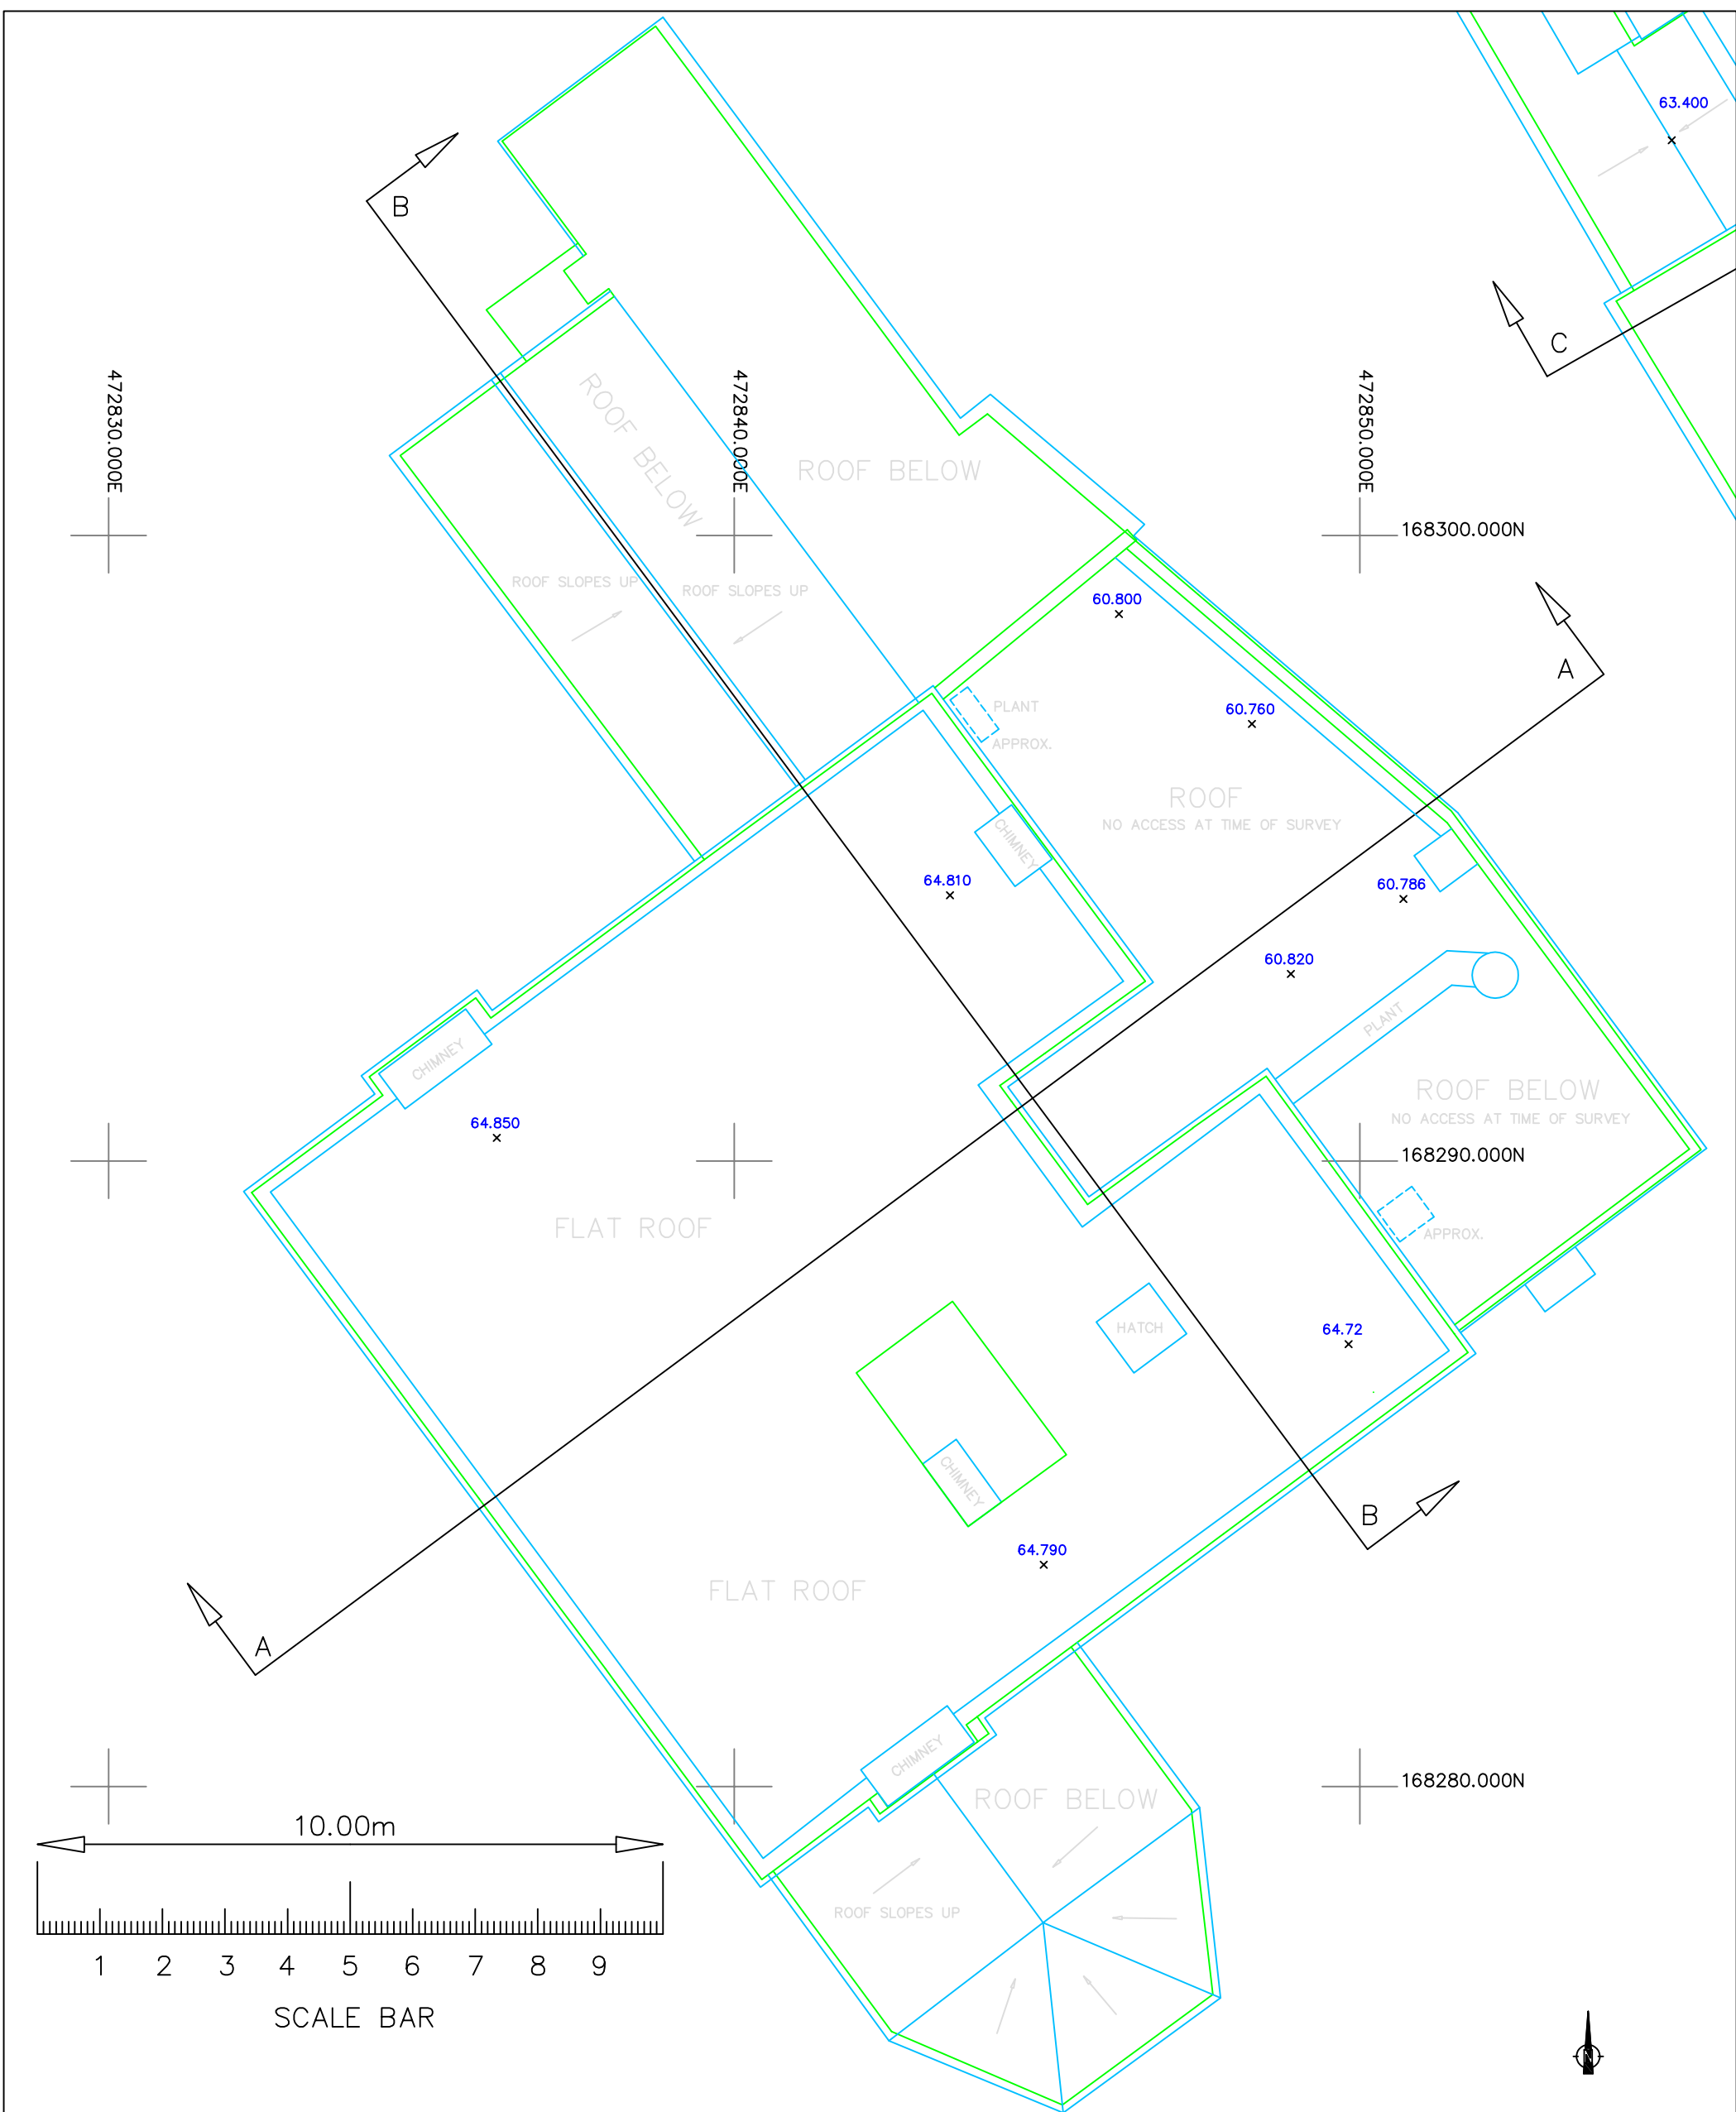 63.400
B
C
472830.000E
472840.000E
472850.000E
ROOF BELOW
ROOF BELOW
168300.000N
ROOF SLOPES UP
ROOF SLOPES UP
60.800
A
PLANT
APPROX.
60.760
ROOF
NO ACCESS AT TIME OF SURVEY
CHIMNEY
64.810
60.786
60.820
PLANT
CHIMNEY
ROOF BELOW
NO ACCESS AT TIME OF SURVEY
64.850
168290.000N
FLAT ROOF
APPROX.
HATCH
64.72
CHIMNEY
B
64.790
FLAT ROOF
A
CHIMNEY
168280.000N
ROOF BELOW
10.00m
ROOF SLOPES UP
1 2 3 4 5 6 7 8 9
SCALE BAR
N